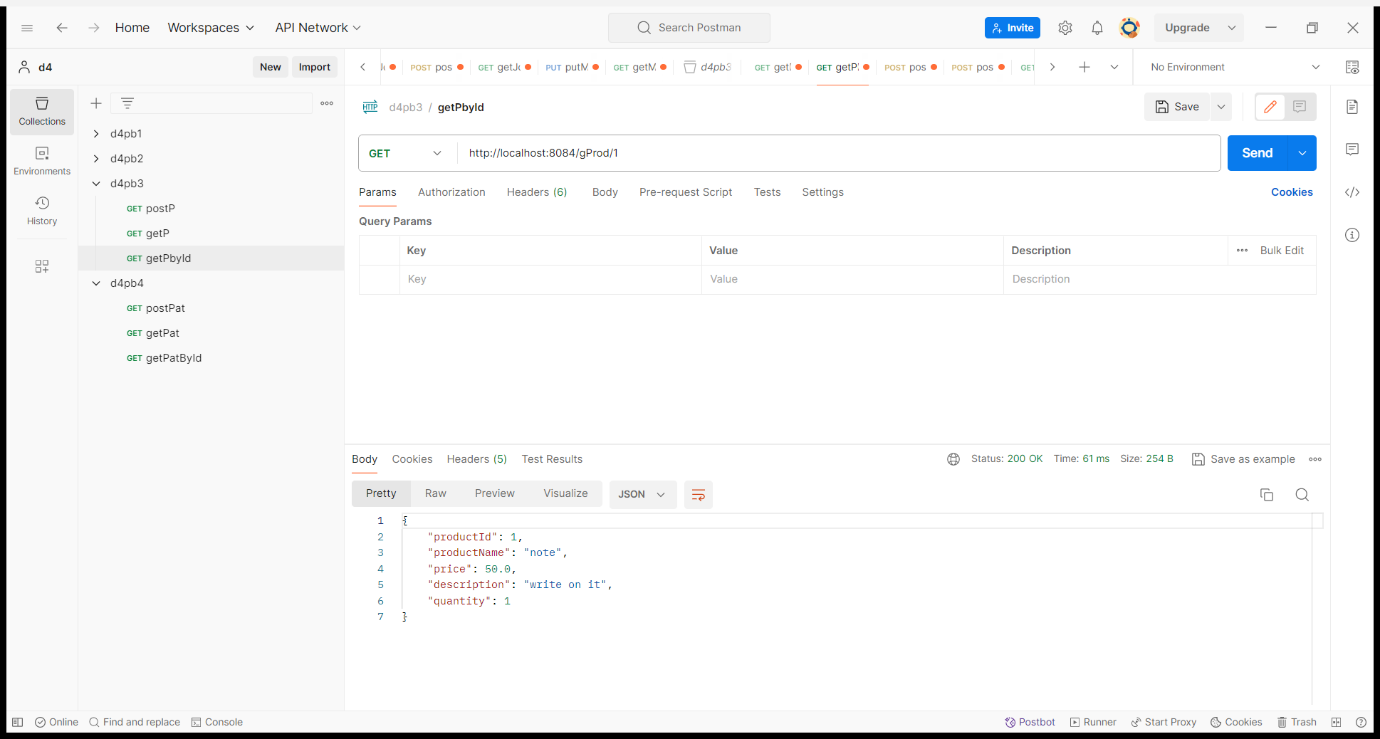 Home Workspaces API Network Search Postman Invite Upgrade
d4 New Import POST pos GET getJ PUT putM GET getM d4pb3 GET get GET getP POST pos POST pos GET No Environment
Collections
Environments
History
d4pb1
d4pb2
d4pb3
GET postP
GET getP
GET getPbyId
d4pb4
GET postPat
GET getPat
GET getPatById
HTTP d4pb3 / getPbyId Save
GET http://localhost:8084/gProd/1 Send
Params Authorization Headers (6) Body Pre-request Script Tests Settings Cookies
Query Params
Key Value Description Bulk Edit
Key Value Description
Body Cookies Headers (5) Test Results Status: 200 OK Time: 61 ms Size: 254 B Save as example
Pretty Raw Preview Visualize JSON
1 {
2 "productId": 1,
3 "productName": "note",
4 "price": 50.0,
5 "description": "write on it",
6 "quantity": 1
7 }
Online Find and replace Console Postbot Runner Start Proxy Cookies Trash